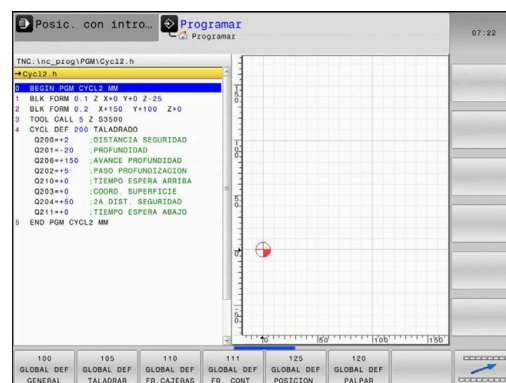 Posic. con intro… Programar
Programar
07:22
TNC:\nc_prog\PGM\Cycl2.h
→Cycl2.h
0 BEGIN PGM CYCL2 MM
1 BLK FORM 0.1 Z X+0 Y+0 Z-25
2 BLK FORM 0.2 X+150 Y+100 Z+0
3 TOOL CALL 5 Z S3500
4 CYCL DEF 200 TALADRADO
Q200=+2 ;DISTANCIA SEGURIDAD
Q201=-20 ;PROFUNDIDAD
Q206=+150 ;AVANCE PROFUNDIDAD
Q202=+5 ;PASO PROFUNDIZACION
Q210=+0 ;TIEMPO ESPERA ARRIBA
Q203=+0 ;COORD. SUPERFICIE
Q204=+50 ;2A DIST. SEGURIDAD
Q211=+0 ;TIEMPO ESPERA ABAJO
5 END PGM CYCL2 MM
0 50 100 150
100 GLOBAL DEF GENERAL
105 GLOBAL DEF TALADRAR
110 GLOBAL DEF FR.CAJERAS
111 GLOBAL DEF FR. CONT.
125 GLOBAL DEF POSICION.
120 GLOBAL DEF PALPAR